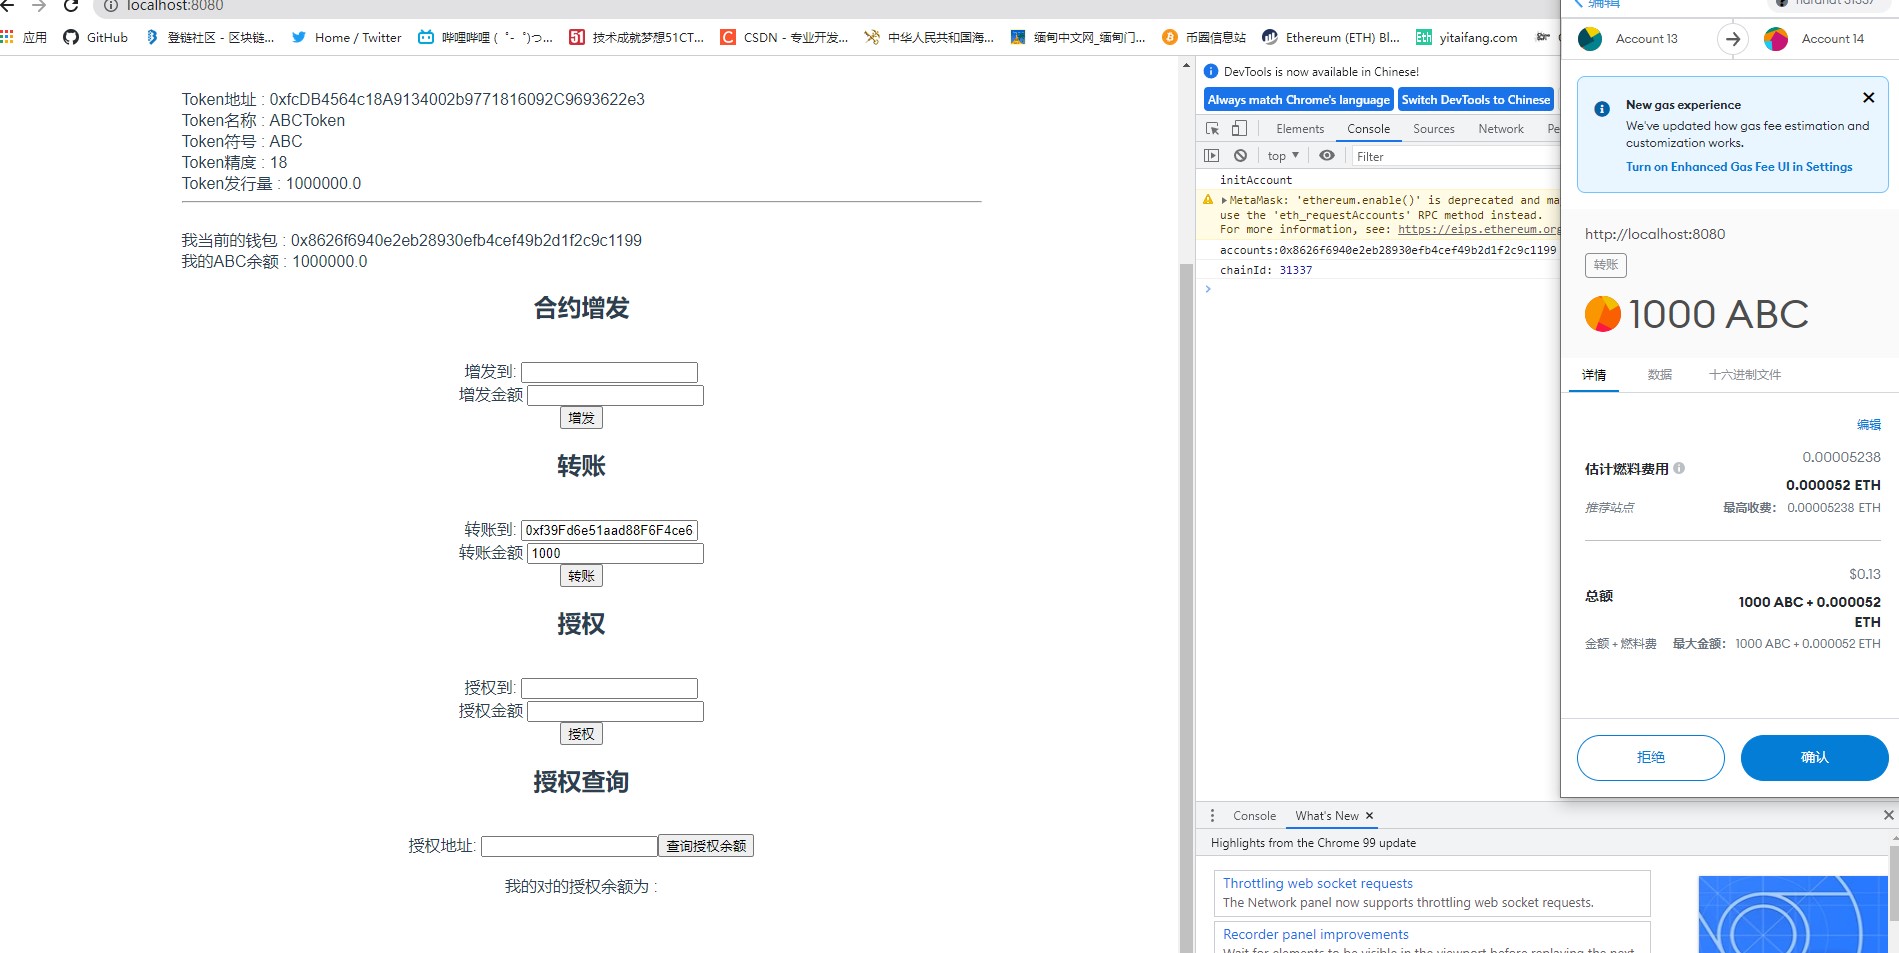 localhost:8080
应用
GitHub
登链社区 - 区块链...
Home / Twitter
哔哩哔哩 ( ゜- ゜)つ...
技术成就梦想51CT...
CSDN - 专业开发...
中华人民共和国海...
缅甸中文网_缅甸门...
币圈信息站
Ethereum (ETH) Bl...
yitaifang.com
Token地址 : 0xfcDB4564c18A9134002b9771816092C9693622e3
Token名称 : ABCToken
Token符号 : ABC
Token精度 : 18
Token发行量 : 1000000.0
我当前的钱包 : 0x8626f6940e2eb28930efb4cef49b2d1f2c9c1199
我的ABC余额 : 1000000.0
合约增发
增发到:
增发金额
增发
转账
转账到: 0xf39Fd6e51aad88F6F4ce6
转账金额 1000
转账
授权
授权到:
授权金额
授权
授权查询
授权地址: 查询授权余额
我的对的授权余额为 :
DevTools is now available in Chinese!
Always match Chrome's language
Switch DevTools to Chinese
Elements
Console
Sources
Network
Pe
top
Filter
initAccount
MetaMask: 'ethereum.enable()' is deprecated and ma
use the 'eth_requestAccounts' RPC method instead.
For more information, see: https://eips.ethereum.org
accounts:0x8626f6940e2eb28930efb4cef49b2d1f2c9c1199
chainId: 31337
Console
What's New
Highlights from the Chrome 99 update
Throttling web socket requests
The Network panel now supports throttling web socket requests.
Recorder panel improvements
Wait for elements to be visible in the viewport before replaying the next
编辑
hardhat 31337
Account 13
Account 14
New gas experience
We've updated how gas fee estimation and
customization works.
Turn on Enhanced Gas Fee UI in Settings
http://localhost:8080
转账
1000 ABC
详情
数据
十六进制文件
编辑
0.00005238
估计燃料费用
0.000052 ETH
推荐站点
最高收费: 0.00005238 ETH
$0.13
总额
1000 ABC + 0.000052
ETH
金额 + 燃料费
最大金额: 1000 ABC + 0.000052 ETH
拒绝
确认